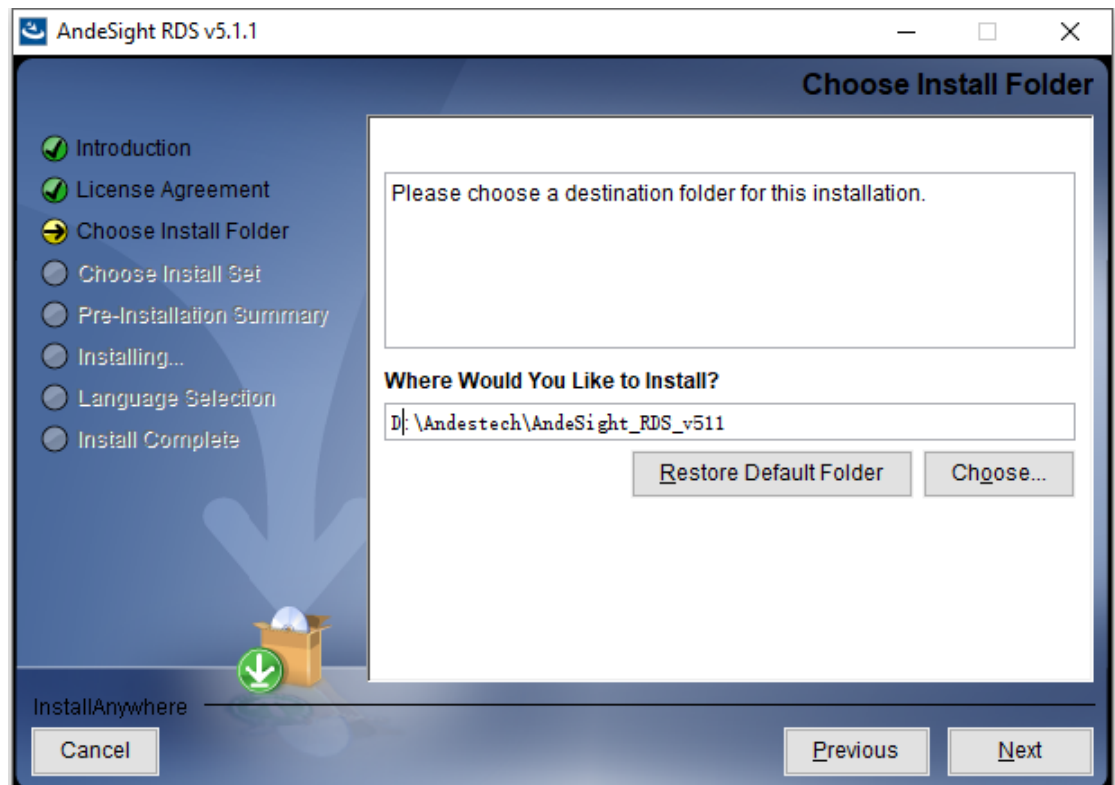 AndeSight RDS v5.1.1
Choose Install Folder
Introduction
License Agreement
Choose Install Folder
Choose Install Set
Pre-Installation Summary
Installing...
Language Selection
Install Complete
Please choose a destination folder for this installation.
Where Would You Like to Install?
D:\Andestech\AndeSight_RDS_v511
Restore Default Folder
Choose...
InstallAnywhere
Cancel
Previous
Next